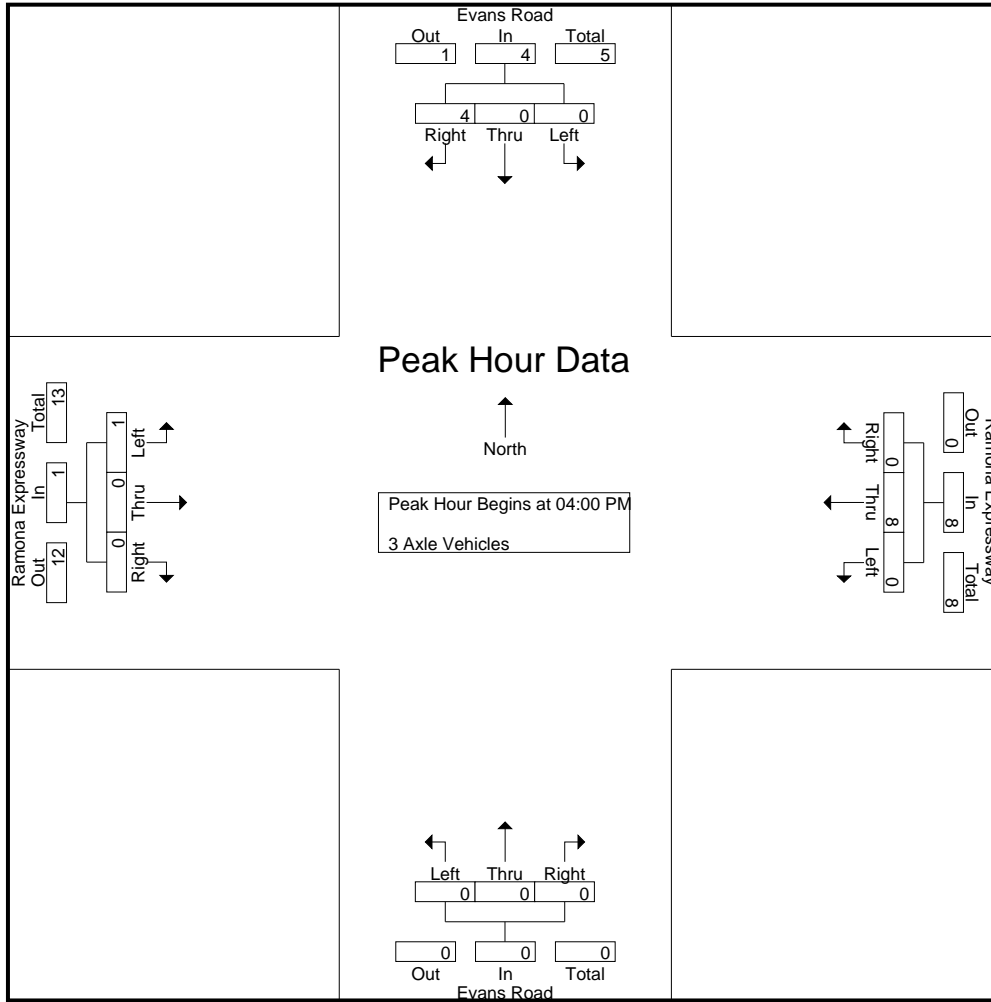 Evans Road
Out In Total
1 4 5
4 0 0
Right Thru Left
Peak Hour Data
North
Peak Hour Begins at 04:00 PM
3 Axle Vehicles
Ramona Expressway
Total In Out
13 1 12
1 0 0
Left Thru Right
Ramona Expressway
Out In Total
0 8 8
0 8 0
Right Thru Left
Left Thru Right
0 0 0
0 0 0
Out In Total
Evans Road